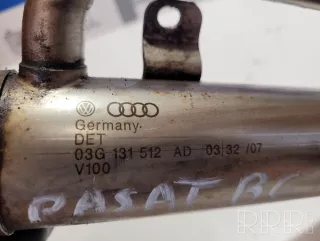 Germany
DET
03G 131 512 AD 03|32 /07
V100
PASAT B6
RRR